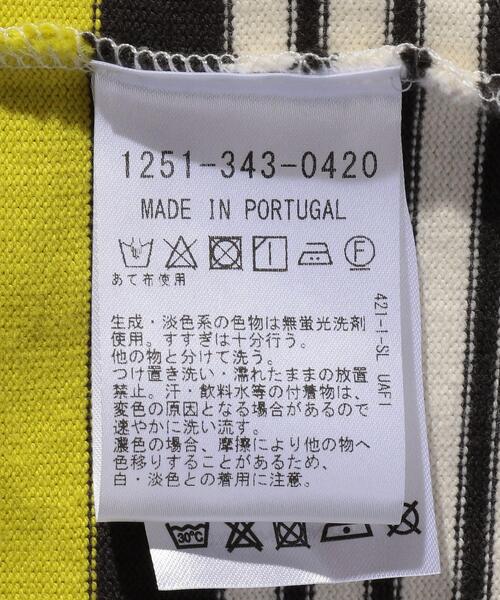 1251-343-0420
MADE IN PORTUGAL
F
あて布使用
生成・淡色系の色物は無蛍光洗剤
使用。すすぎは十分行う。
他の物と分けて洗う。
つけ置き洗い・濡れたままの放置
禁止。汗・飲料水等の付着物は、
変色の原因となる場合があるので
速やかに洗い流す。
濃色の場合、摩擦により他の物へ
色移りすることがあるため、
白・淡色との着用に注意。
421-1-SL UAF1
30℃